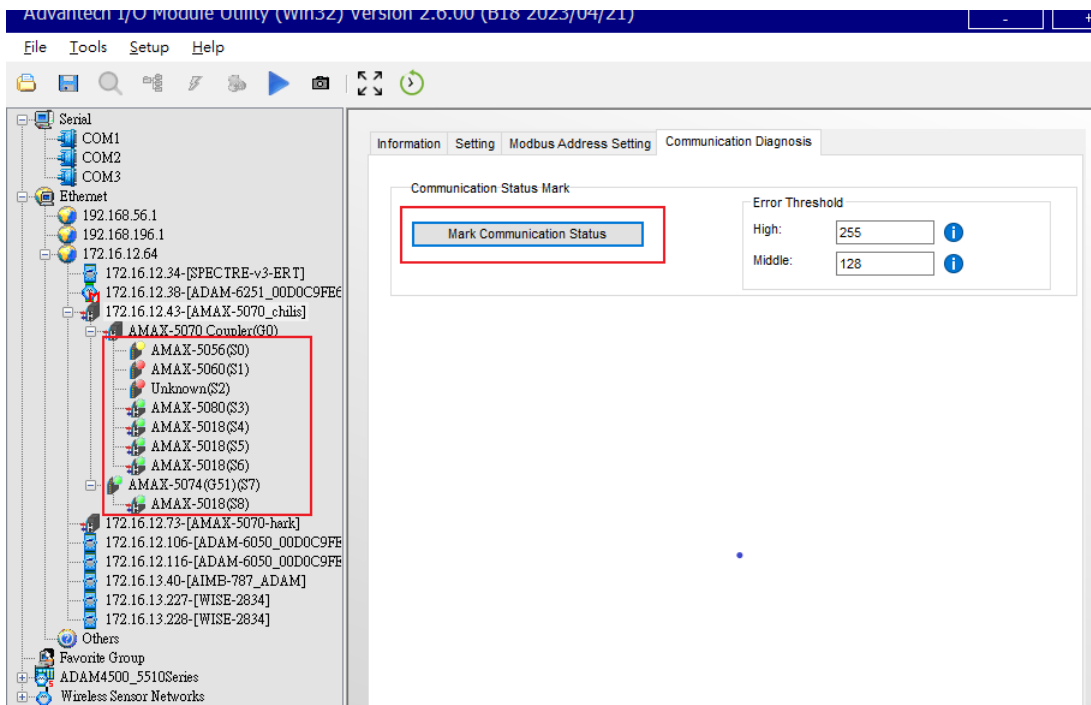 Advantech I/O Module Utility (Win32) Version 2.6.00 (B18 2023/04/21)
File Tools Setup Help
Serial
COM1
COM2
COM3
Ethernet
192.168.56.1
192.168.196.1
172.16.12.64
172.16.12.34-[SPECTRE-v3-ERT]
172.16.12.38-[ADAM-6251_00D0C9FE6
172.16.12.43-[AMAX-5070_chilis]
AMAX-5070 Coupler(G0)
AMAX-5056(S0)
AMAX-5060(S1)
Unknown(S2)
AMAX-5080(S3)
AMAX-5018(S4)
AMAX-5018(S5)
AMAX-5018(S6)
AMAX-5074(G51)(S7)
AMAX-5018(S8)
172.16.12.73-[AMAX-5070-hark]
172.16.12.106-[ADAM-6050_00D0C9FE
172.16.12.116-[ADAM-6050_00D0C9FE
172.16.13.40-[AIMB-787_ADAM]
172.16.13.227-[WISE-2834]
172.16.13.228-[WISE-2834]
Others
Favorite Group
ADAM4500_5510Series
Wireless Sensor Networks
Information Setting Modbus Address Setting Communication Diagnosis
Communication Status Mark
Mark Communication Status
Error Threshold
High: 255
Middle: 128